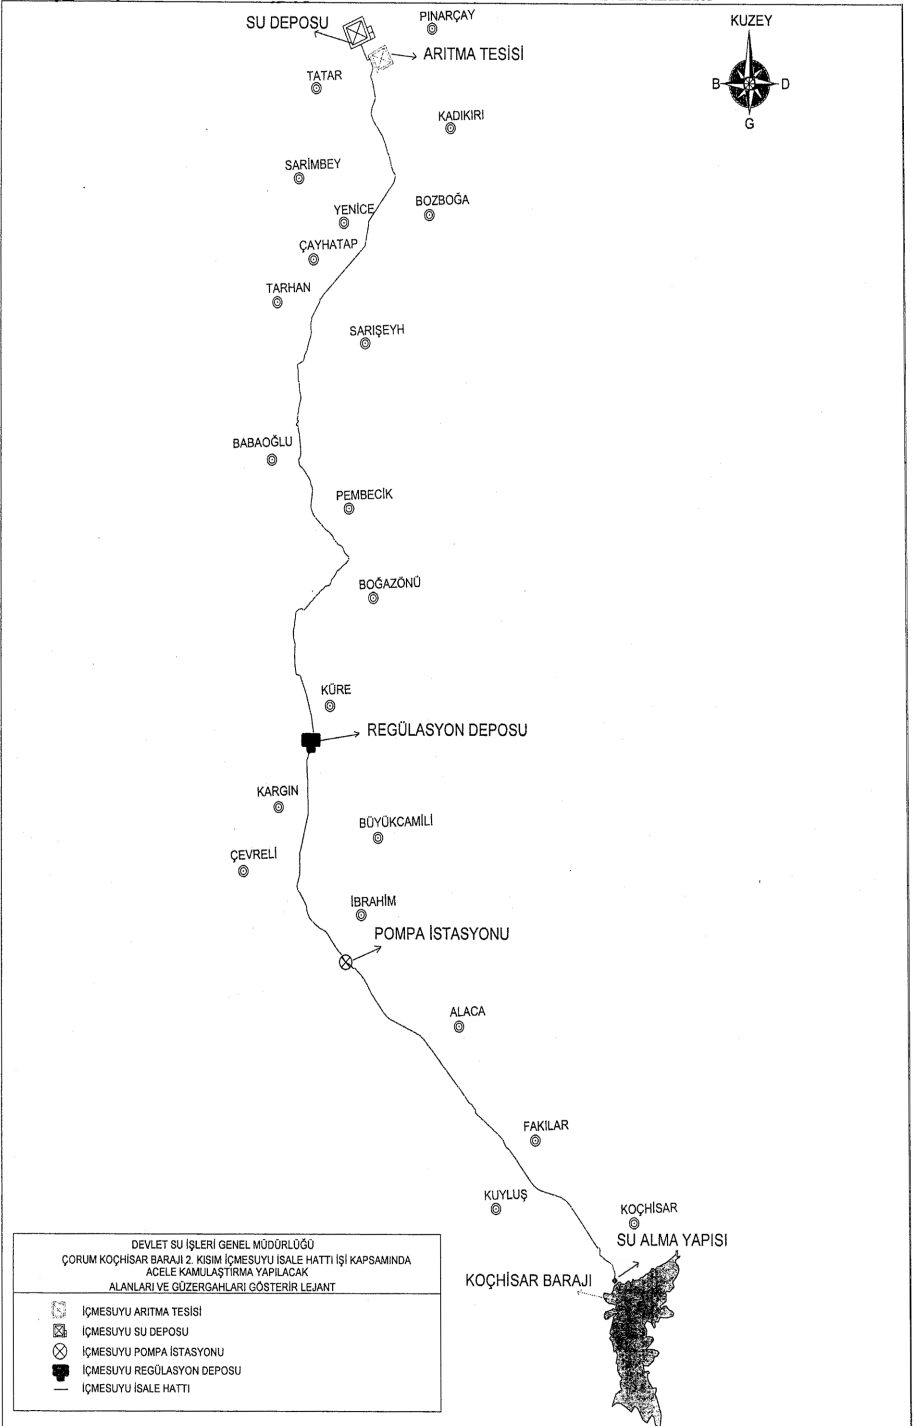 PINARÇAY
SU DEPOSU
KUZEY
ARITMA TESİSİ
TATAR
B
D
KADIKIRI
G
SARİMBEY
YENİCE
BOZBOĞA
ÇAYHATAP
TARHAN
SARIŞEYH
BABAOĞLU
PEMBECİK
BOĞAZÖNÜ
KÜRE
REGÜLASYON DEPOSU
KARGIN
BÜYÜKCAMİLİ
ÇEVRELİ
İBRAHİM
POMPA İSTASYONU
ALACA
FAKILAR
KUYLUŞ
KOÇHİSAR
SU ALMA YAPISI
KOÇHİSAR BARAJI
DEVLET SU İŞLERİ GENEL MÜDÜRLÜĞÜ
ÇORUM KOÇHİSAR BARAJI 2. KISIM İÇMESUYU İSALE HATTI İŞİ KAPSAMINDA
ACELE KAMULAŞTIRMA YAPILACAK
ALANLARI VE GÜZERGAHLARI GÖSTERİR LEJANT
İÇMESUYU ARITMA TESİSİ
İÇMESUYU SU DEPOSU
İÇMESUYU POMPA İSTASYONU
İÇMESUYU REGÜLASYON DEPOSU
İÇMESUYU İSALE HATTI